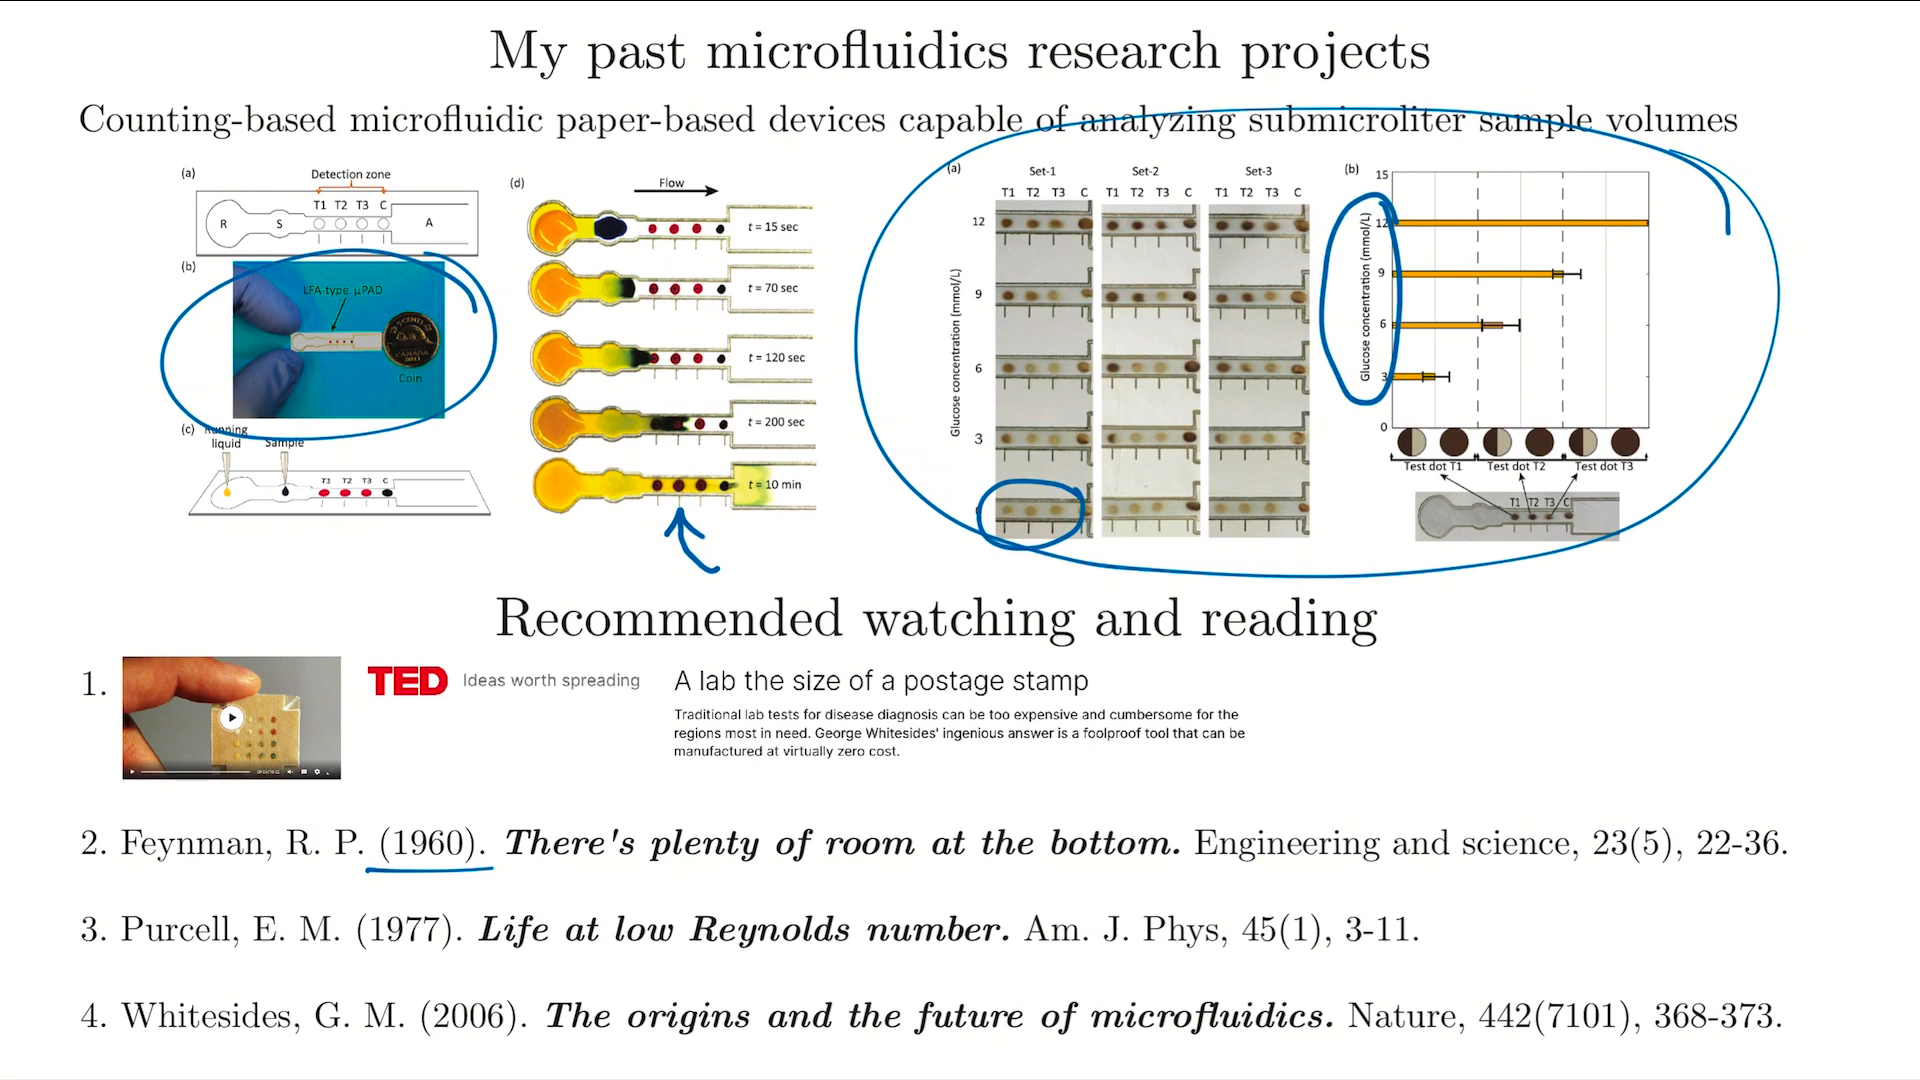 My past microfluidics research projects
Counting-based microfluidic paper-based devices capable of analyzing submicroliter sample volumes
(a)
Detection zone
T1 T2 T3 C
R S A
(b)
LFA-type µPAD
CANADA
2011
Coin
(c) Running liquid
Sample
T1 T2 T3 C
(d)
Flow
t = 15 sec
t = 70 sec
t = 120 sec
t = 200 sec
t = 10 min
(a)
Set-1 Set-2 Set-3
T1 T2 T3 C T1 T2 T3 C T1 T2 T3 C
Glucose concentration (mmol/L)
12
9
6
3
(b)
Glucose concentration (mmol/L)
15
12
9
6
3
0
Test dot T1 Test dot T2 Test dot T3
T1 T2 T3 C
Recommended watching and reading
1.
TED Ideas worth spreading
A lab the size of a postage stamp
Traditional lab tests for disease diagnosis can be too expensive and cumbersome for the
regions most in need. George Whitesides' ingenious answer is a foolproof tool that can be
manufactured at virtually zero cost.
2. Feynman, R. P. (1960). There's plenty of room at the bottom. Engineering and science, 23(5), 22-36.
3. Purcell, E. M. (1977). Life at low Reynolds number. Am. J. Phys, 45(1), 3-11.
4. Whitesides, G. M. (2006). The origins and the future of microfluidics. Nature, 442(7101), 368-373.